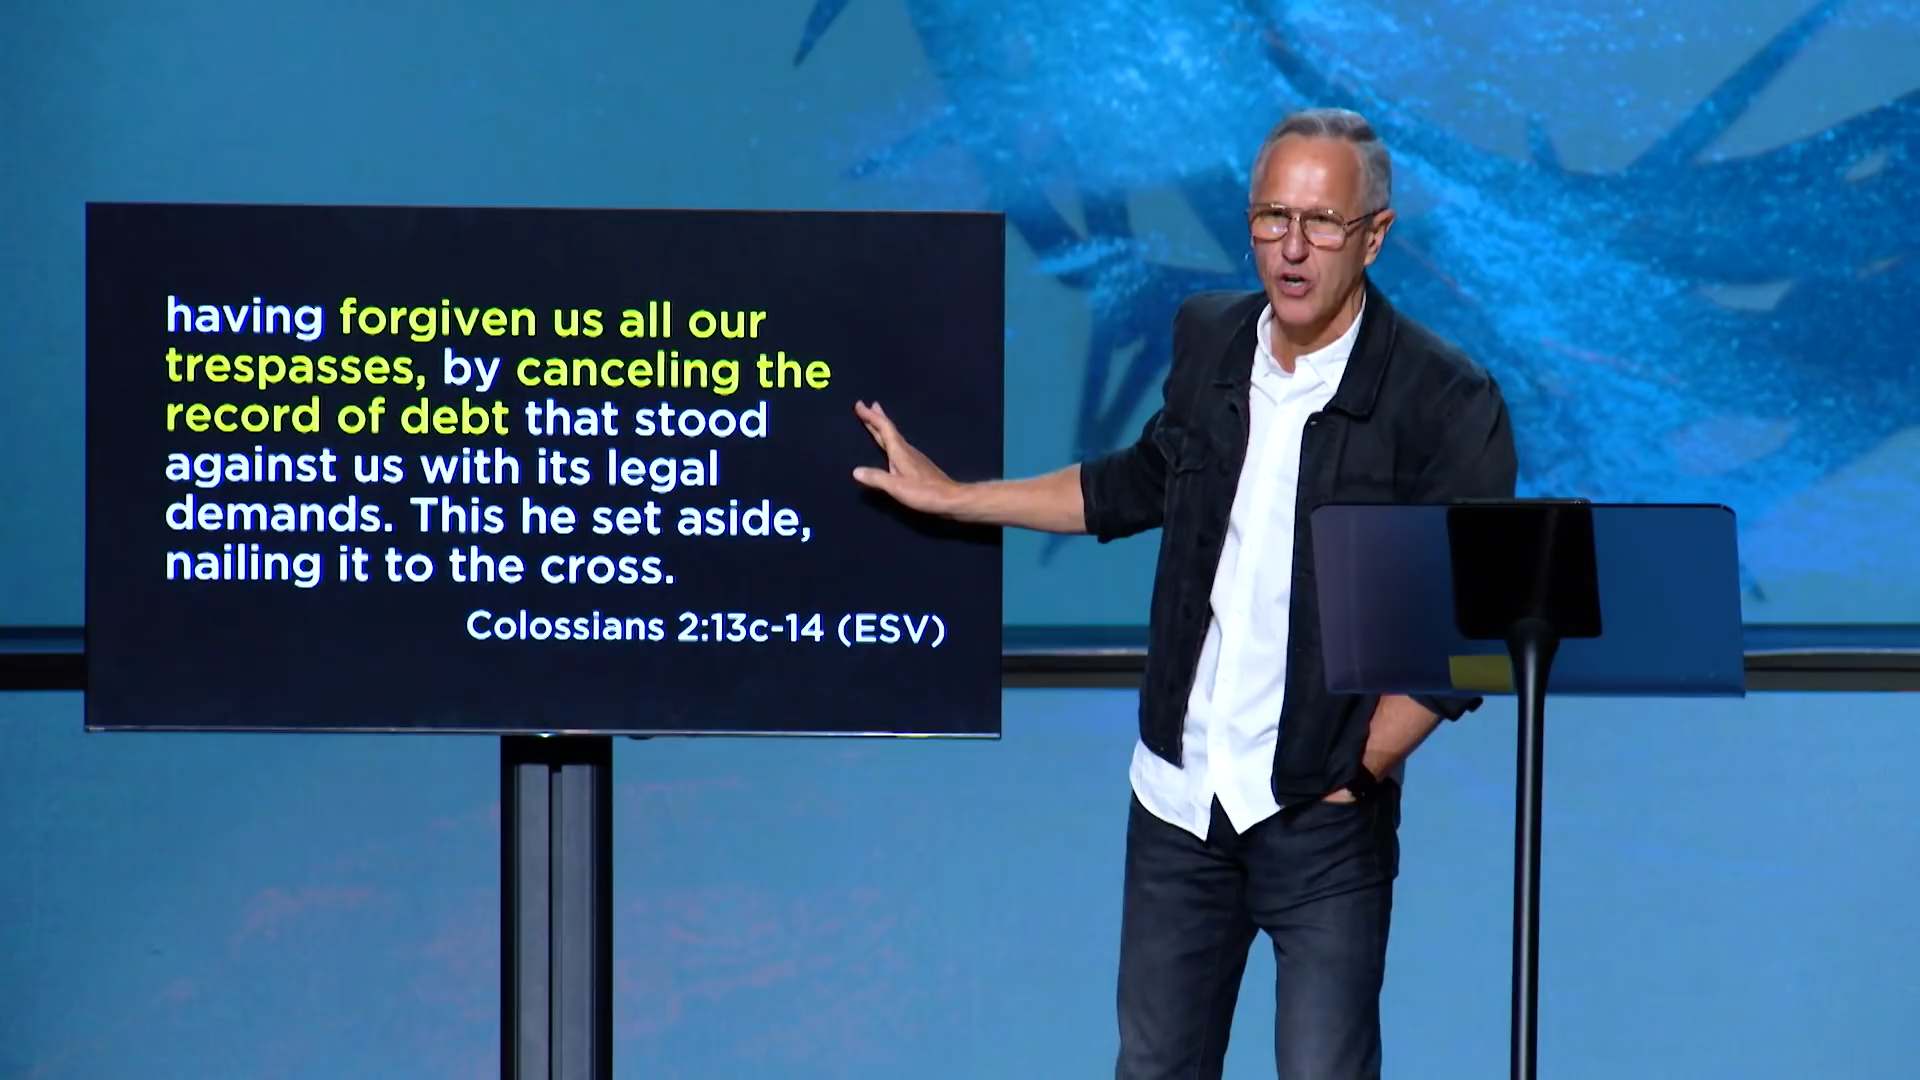 having forgiven us all our
trespasses, by canceling the
record of debt that stood
against us with its legal
demands. This he set aside,
nailing it to the cross.
Colossians 2:13c-14 (ESV)